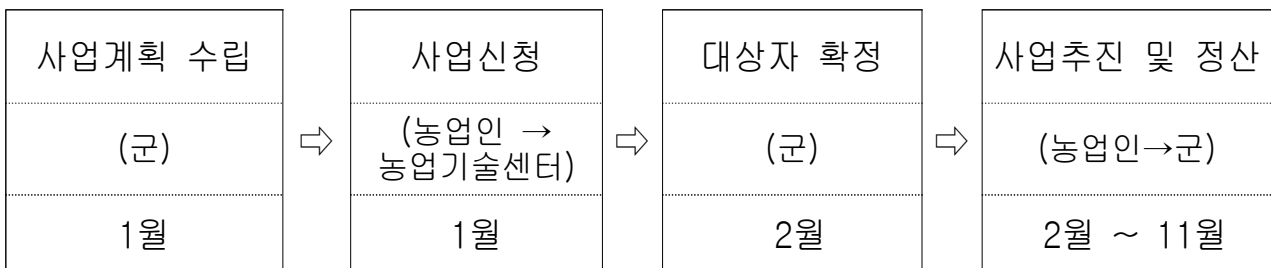 사업계획 수립
(군)
1월
⇨
사업신청
(농업인 →
농업기술센터)
1월
⇨
대상자 확정
(군)
2월
⇨
사업추진 및 정산
(농업인→군)
2월 ~ 11월